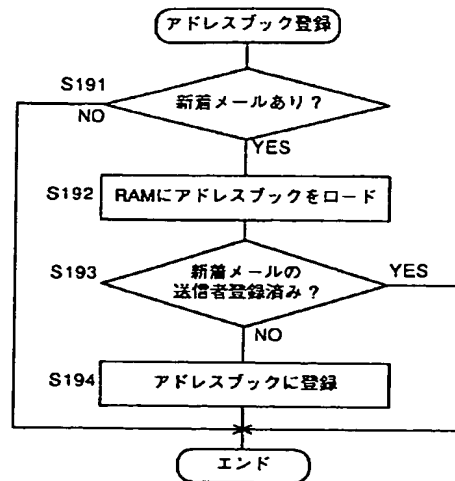 アドレスブック登録
S191
新着メールあり？
NO
YES
S192
RAMにアドレスブックをロード
S193
新着メールの
送信者登録済み？
YES
NO
S194
アドレスブックに登録
エンド